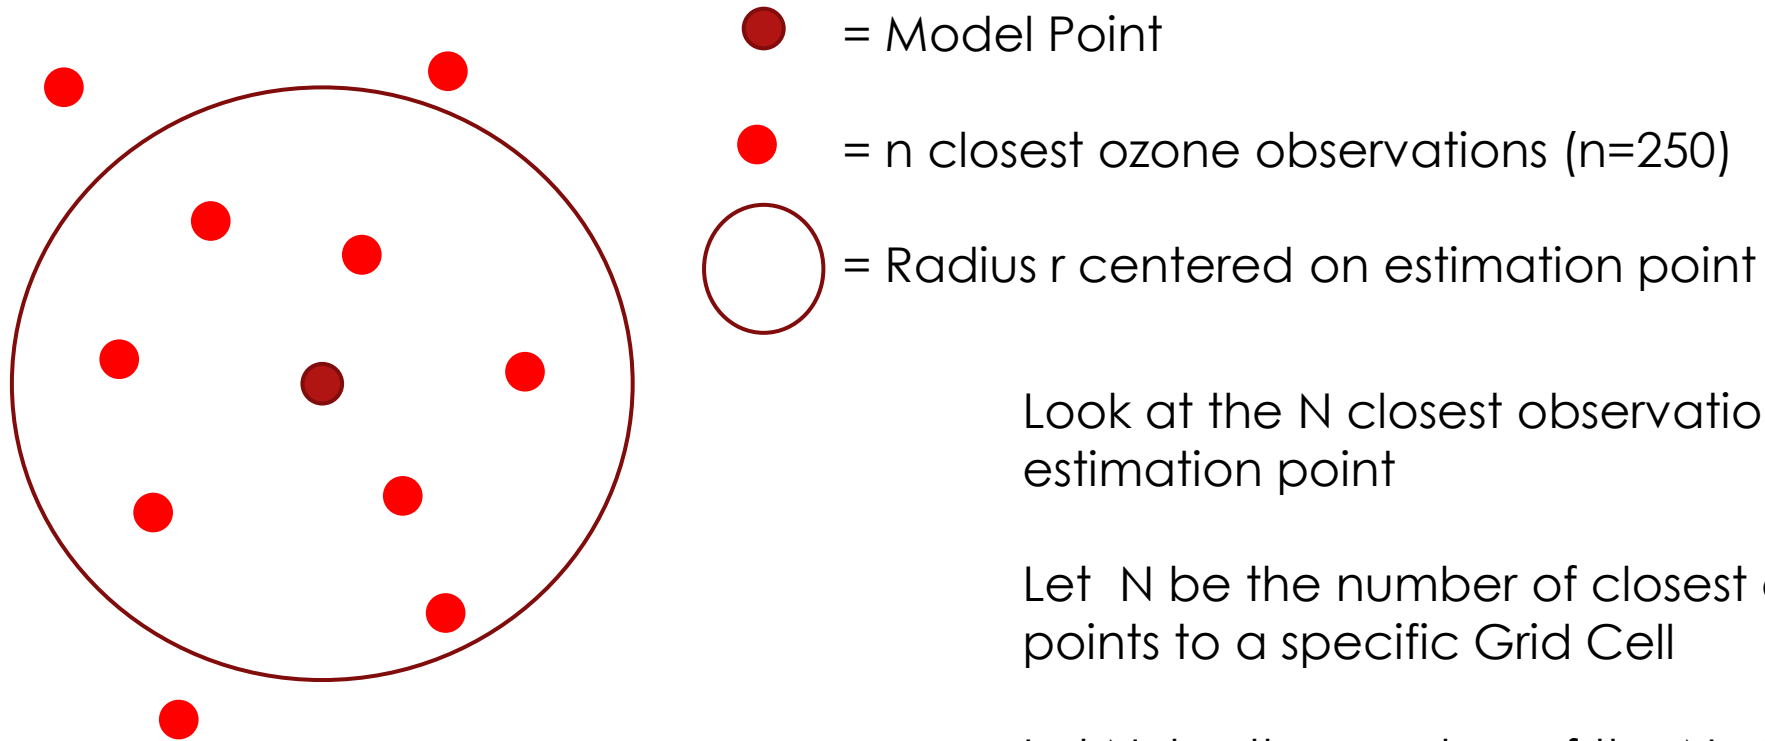 = Model Point
= n closest ozone observations (n=250)
= Radius r centered on estimation point
Look at the N closest
estimation point
Let N be the number of closest
points to a specific Grid Cell